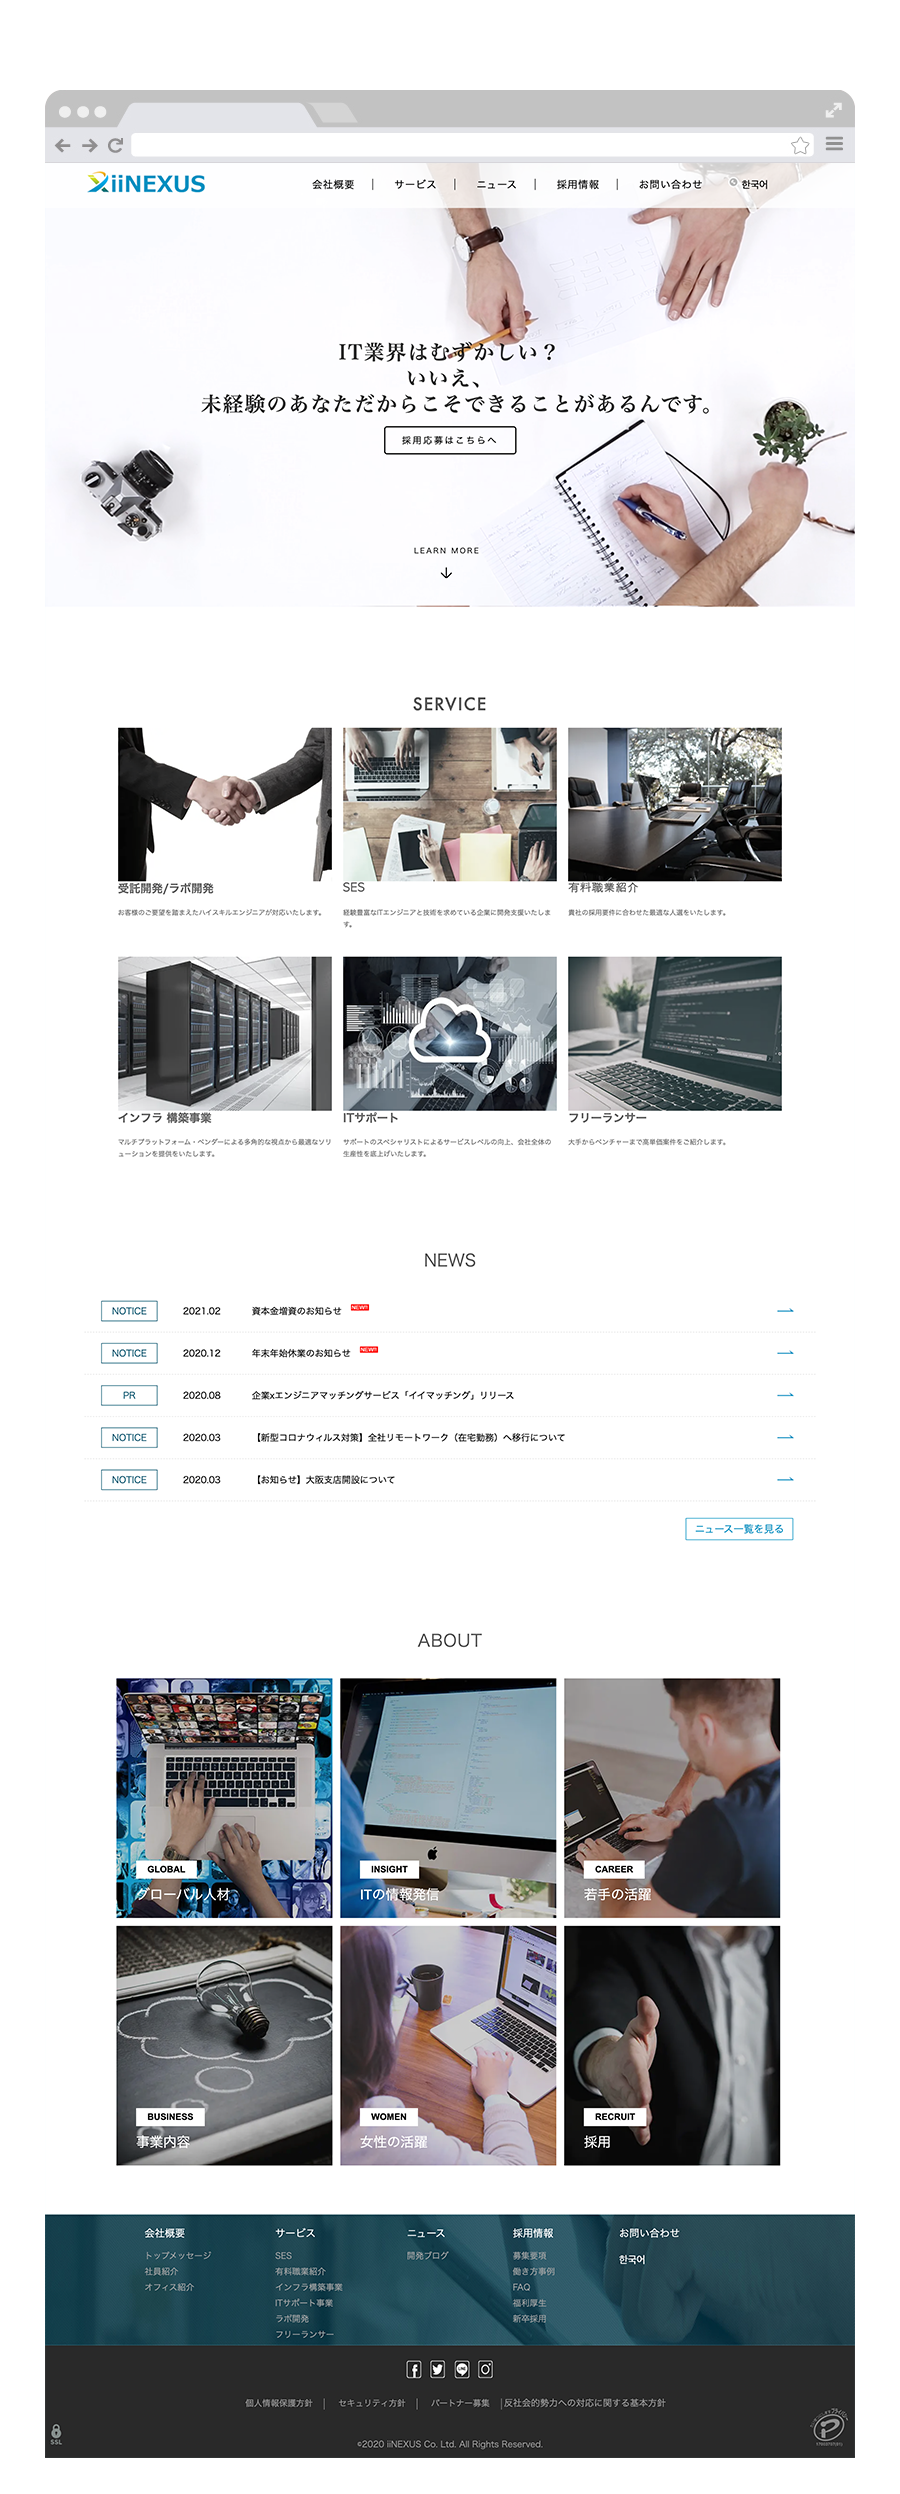 iiNEXUS
会社概要 | サービス | ニュース | 採用情報 | お問い合わせ 한국어
IT業界はむずかしい？
いいえ、
未経験のあなただからこそできることがあるんです。
採用応募はこちらへ
LEARN MORE
SERVICE
受託開発/ラボ開発
お客様のご要望を踏まえたハイスキルエンジニアが対応いたします。
SES
経験豊富なITエンジニアと技術を求めている企業に開発支援いたしま
す。
有料職業紹介
貴社の採用要件に合わせた最適な人選をいたします。
インフラ 構築事業
マルチプラットフォーム・ベンダーによる多角的な視点から最適なソリ
ューションを提供をいたします。
ITサポート
サポートのスペシャリストによるサービスレベルの向上、会社全体の
生産性を底上げいたします。
フリーランサー
大手からベンチャーまで高単価案件をご紹介します。
NEWS
NOTICE 2021.02 資本金増資のお知らせ NEW!!
NOTICE 2020.12 年末年始休業のお知らせ NEW!!
PR 2020.08 企業xエンジニアマッチングサービス「イイマッチング」リリース
NOTICE 2020.03 【新型コロナウィルス対策】全社リモートワーク（在宅勤務）へ移行について
NOTICE 2020.03 【お知らせ】大阪支店開設について
ニュース一覧を見る
ABOUT
GLOBAL
グローバル人材
INSIGHT
ITの情報発信
CAREER
若手の活躍
BUSINESS
事業内容
WOMEN
女性の活躍
RECRUIT
採用
会社概要
トップメッセージ
社員紹介
オフィス紹介
サービス
SES
有料職業紹介
インフラ構築事業
ITサポート事業
ラボ開発
フリーランサー
ニュース
開発ブログ
採用情報
募集要項
働き方事例
FAQ
福利厚生
新卒採用
お問い合わせ
한국어
個人情報保護方針 | セキュリティ方針 | パートナー募集 |反社会的勢力への対応に関する基本方針
SSL
©2020 iiNEXUS Co. Ltd. All Rights Reserved.